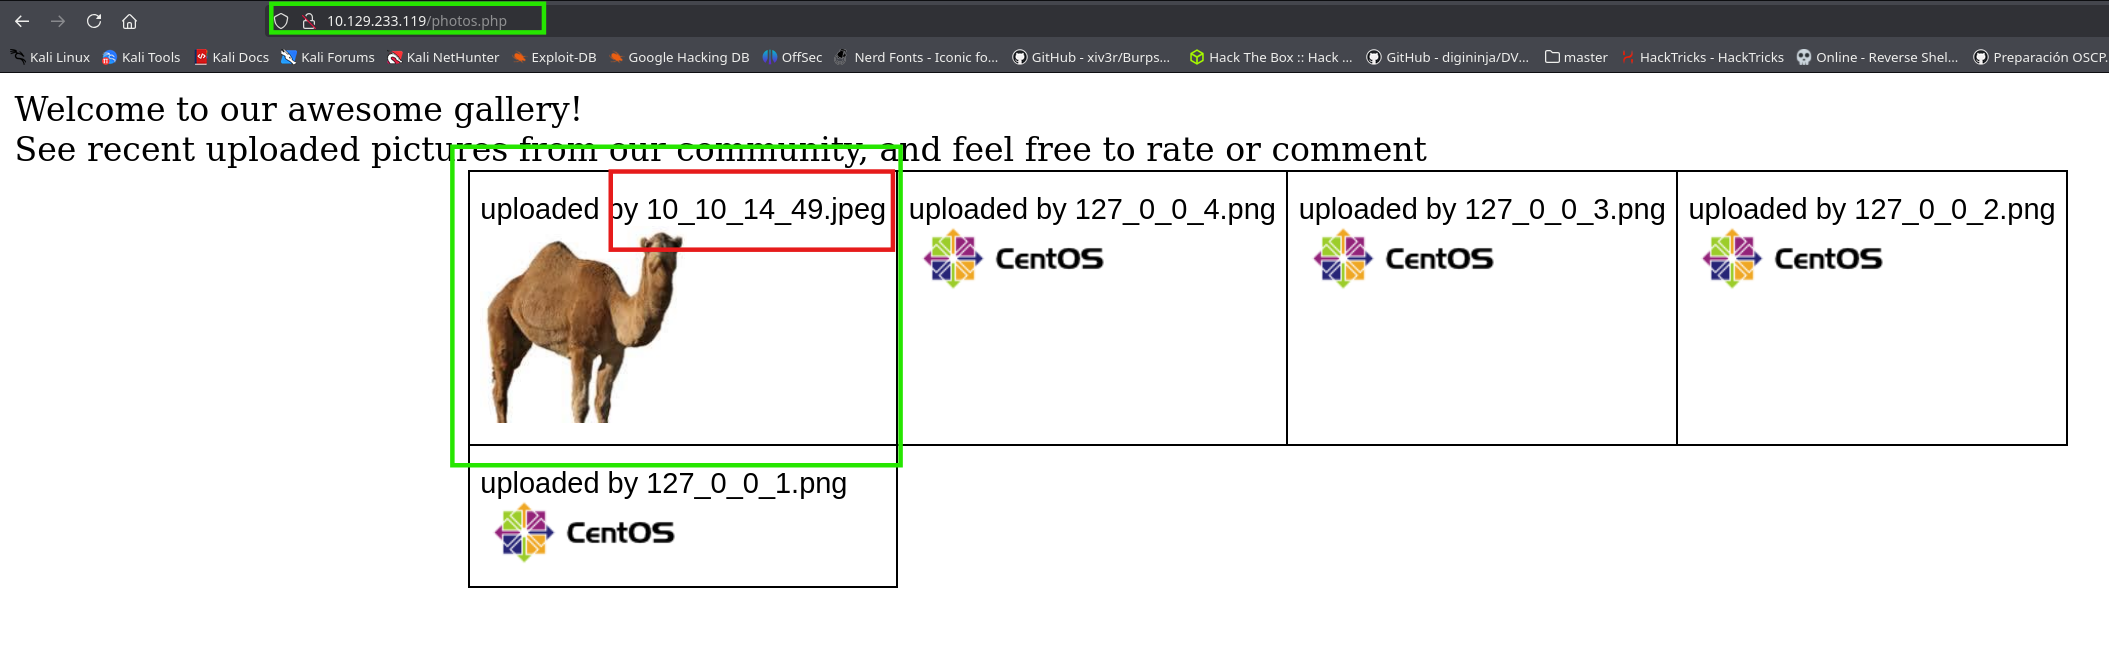 10.129.233.119/photos.php
Kali Linux Kali Tools Kali Docs Kali Forums Kali NetHunter Exploit-DB Google Hacking DB OffSec Nerd Fonts - Iconic fo... GitHub - xiv3r/Burps... Hack The Box :: Hack ... GitHub - digininja/DV... master HackTricks - HackTricks Online - Reverse Shel... Preparación OSCP.
Welcome to our awesome gallery!
See recent uploaded pictures from our community, and feel free to rate or comment
uploaded by 10_10_14_49.jpeg uploaded by 127_0_0_4.png uploaded by 127_0_0_3.png uploaded by 127_0_0_2.png
CentOS CentOS CentOS
uploaded by 127_0_0_1.png
CentOS